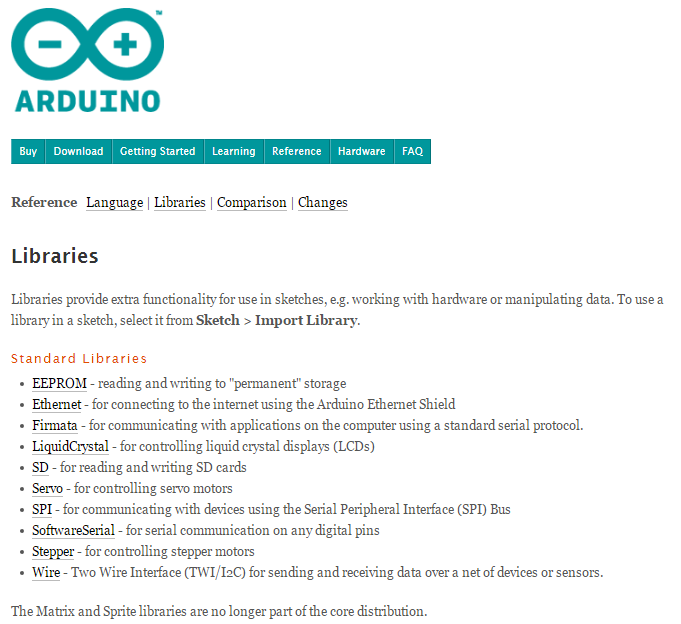 ™
ARDUINO
Buy Download Getting Started Learning Reference Hardware FAQ
Reference Language | Libraries | Comparison | Changes
Libraries
Libraries provide extra functionality for use in sketches, e.g. working with hardware or manipulating data. To use a
library in a sketch, select it from Sketch > Import Library.
Standard Libraries
• EEPROM - reading and writing to "permanent" storage
• Ethernet - for connecting to the internet using the Arduino Ethernet Shield
• Firmata - for communicating with applications on the computer using a standard serial protocol.
• LiquidCrystal - for controlling liquid crystal displays (LCDs)
• SD - for reading and writing SD cards
• Servo - for controlling servo motors
• SPI - for communicating with devices using the Serial Peripheral Interface (SPI) Bus
• SoftwareSerial - for serial communication on any digital pins
• Stepper - for controlling stepper motors
• Wire - Two Wire Interface (TWI/I2C) for sending and receiving data over a net of devices or sensors.
The Matrix and Sprite libraries are no longer part of the core distribution.